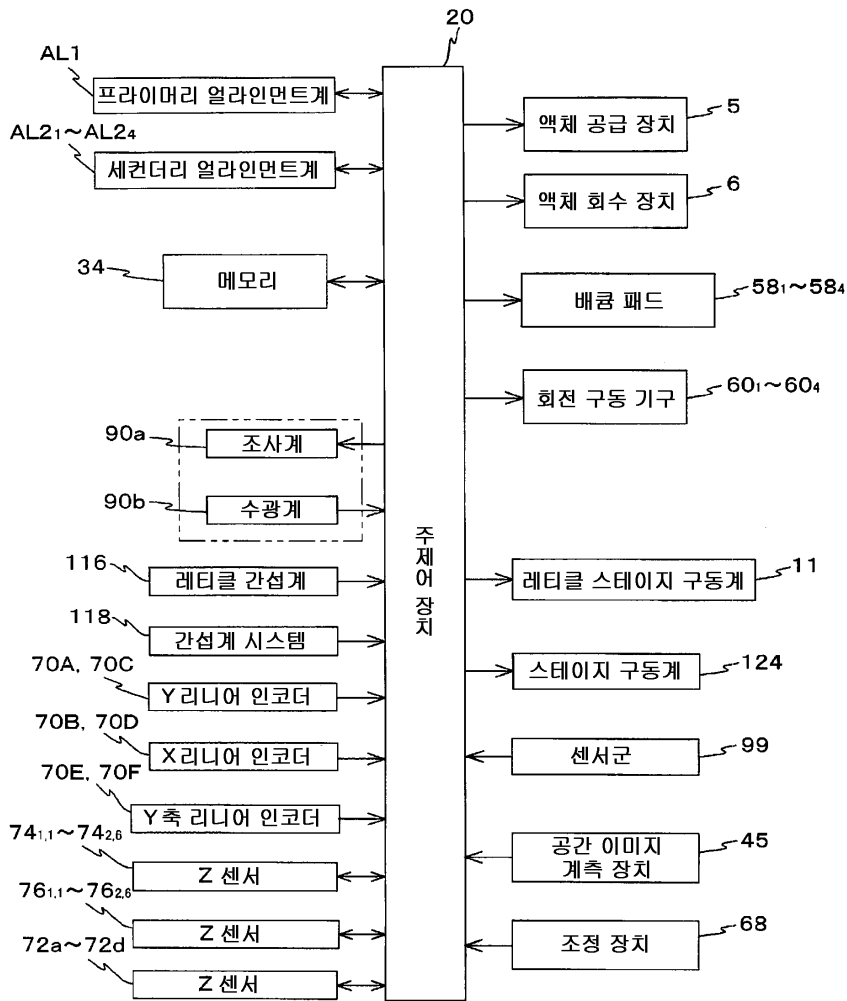 20
AL1
프라이머리 얼라인먼트계
AL2₁~AL2₄
세컨더리 얼라인먼트계
34
메모리
90a
조사계
90b
수광계
116
레티클 간섭계
118
간섭계 시스템
70A, 70C
Y 리니어 인코더
70B, 70D
X 리니어 인코더
70E, 70F
Y축 리니어 인코더
74₁,₁~74₂,₆
Z 센서
76₁,₁~76₂,₆
Z 센서
72a~72d
Z 센서
주제어 장치
5
액체 공급 장치
6
액체 회수 장치
58₁~58₄
배큠 패드
60₁~60₄
회전 구동 기구
11
레티클 스테이지 구동계
124
스테이지 구동계
99
센서군
45
공간 이미지
계측 장치
68
조정 장치